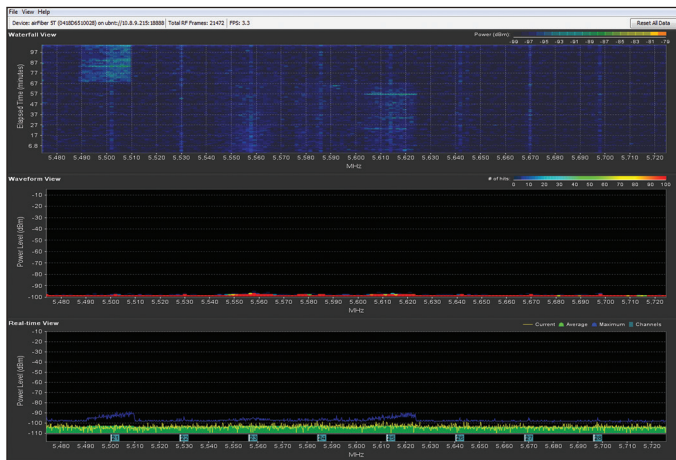 File View Help
Device: airFiber 5T (0418D6510028) on ubnt://10.8.9.215:18888 | Total RF Frames: 21472 | FPS: 3.3 Reset All Data
Waterfall View Power (dBm) -99 -97 -95 -93 -91 -89 -87 -85 -83 -81 -79
97
87
77
67
57
47
37
27
17
6.8
Elapsed Time (minutes)
5.480 5.490 5.500 5.510 5.520 5.530 5.540 5.550 5.560 5.570 5.580 5.590 5.600 5.610 5.620 5.630 5.640 5.650 5.660 5.670 5.680 5.690 5.700 5.710 5.720
MHz
Waveform View # of hits 0 10 20 30 40 50 60 70 80 90 100
-10
-20
-30
-40
-50
-60
-70
-80
-90
-100
Power Level (dBm)
5.480 5.490 5.500 5.510 5.520 5.530 5.540 5.550 5.560 5.570 5.580 5.590 5.600 5.610 5.620 5.630 5.640 5.650 5.660 5.670 5.680 5.690 5.700 5.710 5.720
MHz
Real-time View Current Average Maximum Channels
-10
-20
-30
-40
-50
-60
-70
-80
-90
-100
-110
Power Level (dBm)
5.480 5.490 5.500 5.510 5.520 5.530 5.540 5.550 5.560 5.570 5.580 5.590 5.600 5.610 5.620 5.630 5.640 5.650 5.660 5.670 5.680 5.690 5.700 5.710 5.720
MHz